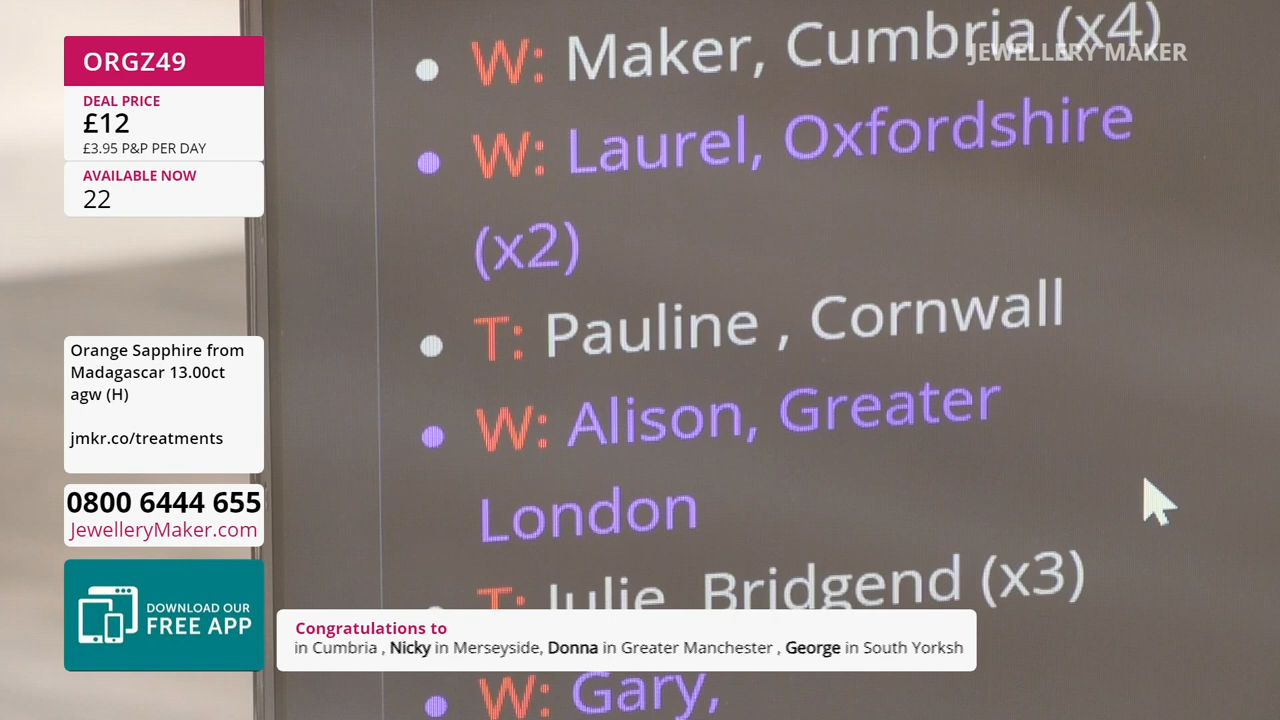 ORGZ49
DEAL PRICE
£12
£3.95 P&P PER DAY
AVAILABLE NOW
22
Orange Sapphire from
Madagascar 13.00ct
agw (H)
jmkr.co/treatments
0800 6444 655
JewelleryMaker.com
DOWNLOAD OUR
FREE APP
JEWELLERY MAKER
• W: Maker, Cumbria (x4)
• W: Laurel, Oxfordshire
(x2)
• T: Pauline , Cornwall
• W: Alison, Greater
London
T: Julie, Bridgend (x3)
• W: Gary,
Congratulations to
in Cumbria , Nicky in Merseyside, Donna in Greater Manchester , George in South Yorksh